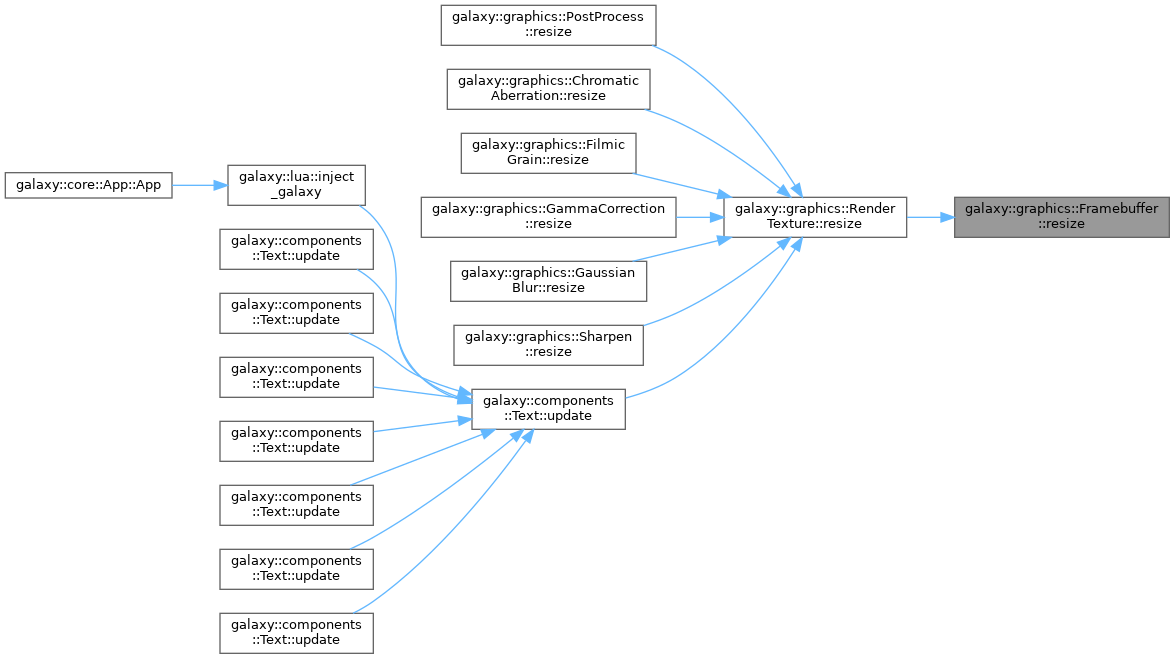 galaxy::graphics::PostProcess
::resize
galaxy::graphics::Chromatic
Aberration::resize
galaxy::graphics::Filmic
Grain::resize
galaxy::core::App::App
galaxy::lua::inject
_galaxy
galaxy::graphics::GammaCorrection
::resize
galaxy::graphics::Render
Texture::resize
galaxy::graphics::Framebuffer
::resize
galaxy::components
::Text::update
galaxy::graphics::Gaussian
Blur::resize
galaxy::components
::Text::update
galaxy::graphics::Sharpen
::resize
galaxy::components
::Text::update
galaxy::components
::Text::update
galaxy::components
::Text::update
galaxy::components
::Text::update
galaxy::components
::Text::update
galaxy::components
::Text::update